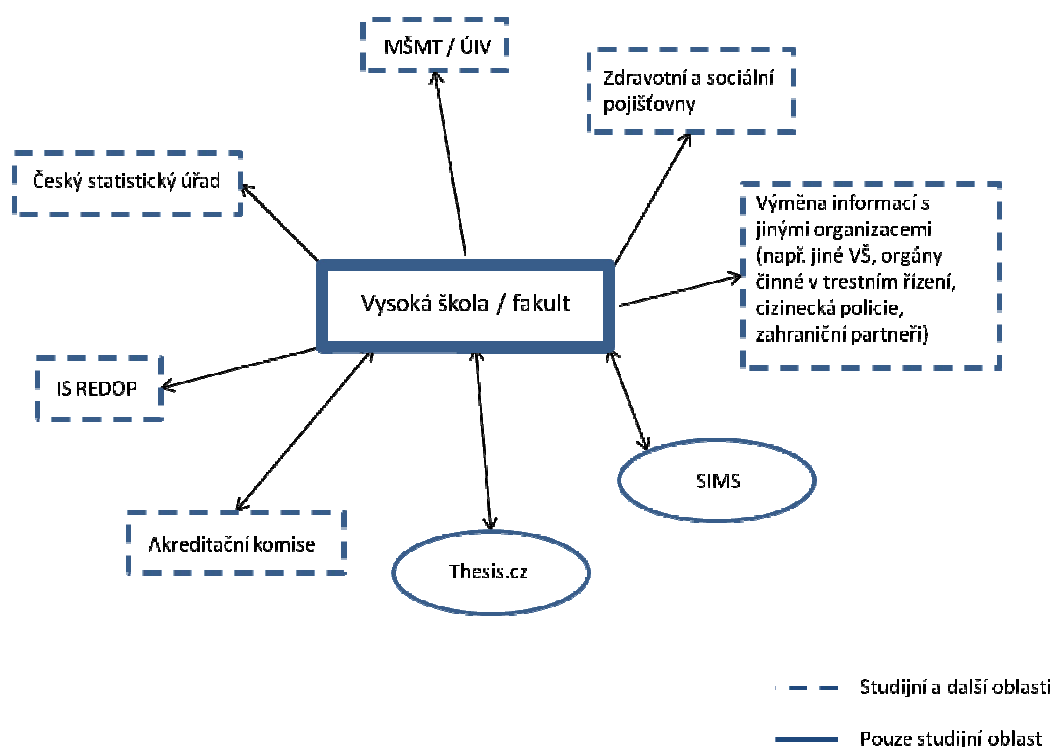 MŠMT / ÚIV
Zdravotní a sociální
pojišťovny
Český statistický úřad
Výměna informací s
jinými organizacemi
(např. jiné VŠ, orgány
činné v trestním řízení,
cizinecká policie,
zahraniční partneři)
Vysoká škola / fakult
IS REDOP
SIMS
Akreditační komise
Thesis.cz
Studijní a další oblasti
Pouze studijní oblast